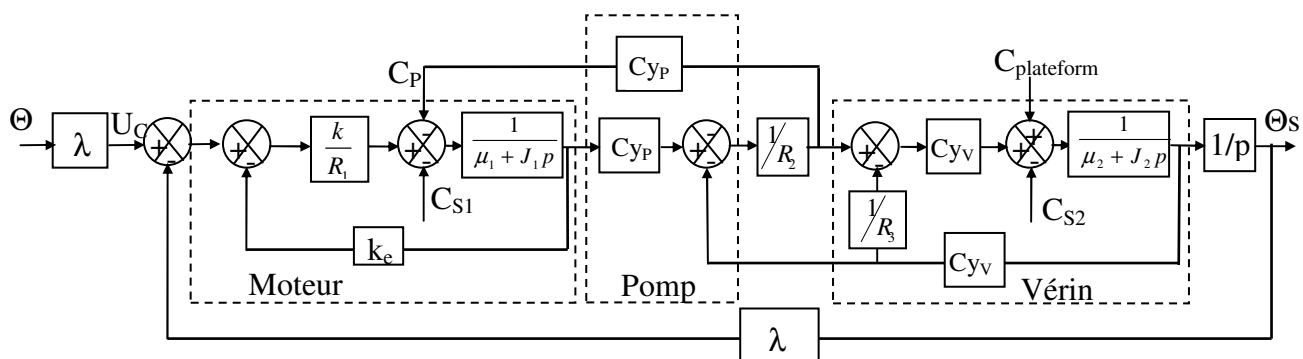 Cy_P
C_P
C_plateform
Θ
λ
U_C
+
-
+
-
k/R_1
+
-
-
1/(μ_1 + J_1 p)
Cy_P
+
-
1/R_2
+
-
Cy_V
+
+
-
1/(μ_2 + J_2 p)
1/p
Θ_S
C_S1
1/R_3
C_S2
k_e
Cy_V
Moteur
Pomp
Vérin
λ